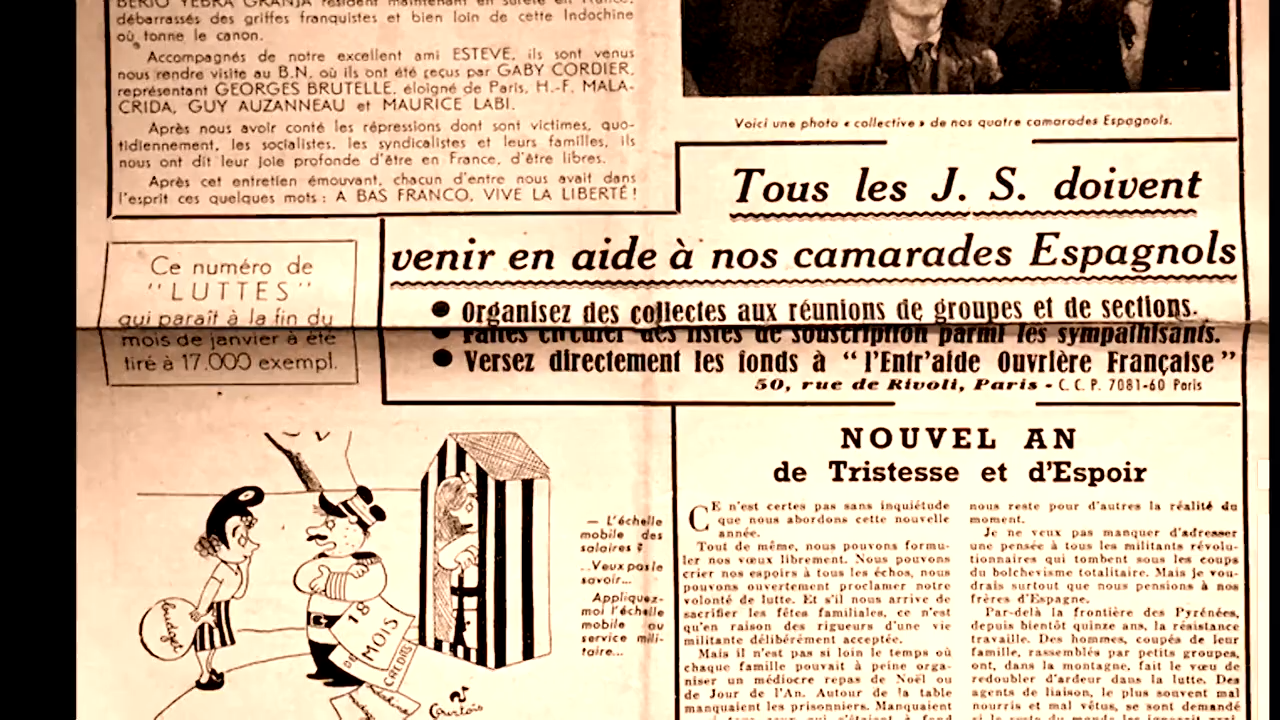 BERTO YEBRA GRANJA résident maintenant en sûreté en France,
débarrassés des griffes franquistes et bien loin de cette Indochine
où tonne le canon.
Accompagnés de notre excellent ami ESTEVE, ils sont venus
nous rendre visite au B.N. où ils ont été reçus par GABY CORDIER,
représentant GEORGES BRUTELLE, éloigné de Paris, H.-F. MALA-
CRIDA, GUY AUZANNEAU et MAURICE LABI.
Après nous avoir conté les répressions dont sont victimes, quo-
tidiennement, les socialistes, les syndicalistes et leurs familles, ils
nous ont dit leur joie profonde d'être en France, d'être libres.
Après cet entretien émouvant, chacun d'entre nous avait dans
l'esprit ces quelques mots : A BAS FRANCO, VIVE LA LIBERTÉ !
Voici une photo « collective » de nos quatre camarades Espagnols.
Tous les J. S. doivent
venir en aide à nos camarades Espagnols
● Organisez des collectes aux réunions de groupes et de sections.
Faites circuler des listes de souscription parmi les sympathisants.
● Versez directement les fonds à “ l'Entr'aide Ouvrière Française ”
50, rue de Rivoli, Paris - C. C. P. 7081-60 Paris
Ce numéro de
"LUTTES"
qui paraît à la fin du
mois de janvier a été
tiré à 17.000 exempl.
budget
18
MOIS
OU
CRÉDITS
Courtois
— L'échelle
mobile des
salaires ?
..Veux pas le
savoir...
Appliquez-
moi l'échelle
mobile au
service mili-
taire...
NOUVEL AN
de Tristesse et d'Espoir
CE n'est certes pas sans inquiétude
que nous abordons cette nouvelle
année.
Tout de même, nous pouvons formu-
ler nos vœux librement. Nous pouvons
crier nos espoirs à tous les échos, nous
pouvons ouvertement proclamer notre
volonté de lutte. Et s'il nous arrive de
sacrifier les fêtes familiales, ce n'est
qu'en raison des rigueurs d'une vie
militante délibérément acceptée.
Mais il n'est pas si loin le temps où
chaque famille pouvait à peine orga-
niser un médiocre repas de Noël ou
de Jour de l'An. Autour de la table
manquaient les prisonniers. Manquaient
nous reste pour d'autres la réalité du
moment.
Je ne veux pas manquer d'adresser
une pensée à tous les militants révolu-
tionnaires qui tombent sous les coups
du bolchevisme totalitaire. Mais je vou-
drais surtout que nous pensions à nos
frères d'Espagne.
Par-delà la frontière des Pyrénées,
depuis bientôt quinze ans, la résistance
travaille. Des hommes, coupés de leur
famille, rassemblés par petits groupes,
ont, dans la montagne, fait le vœu de
redoubler d'ardeur dans la lutte. Des
agents de liaison, le plus souvent mal
nourris et mal vêtus, se sont demandé